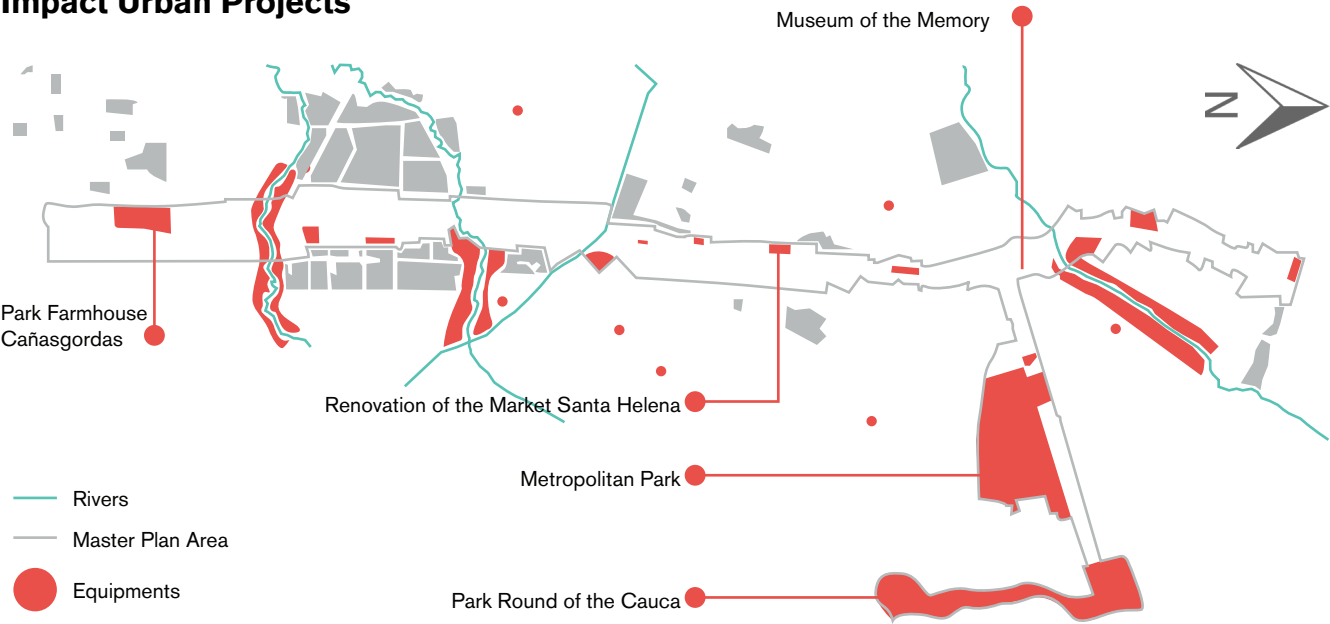 Impact Urban Projects
Museum of the Memory
N
Park Farmhouse
Cañasgordas
Renovation of the Market Santa Helena
Metropolitan Park
Rivers
Master Plan Area
Equipments
Park Round of the Cauca